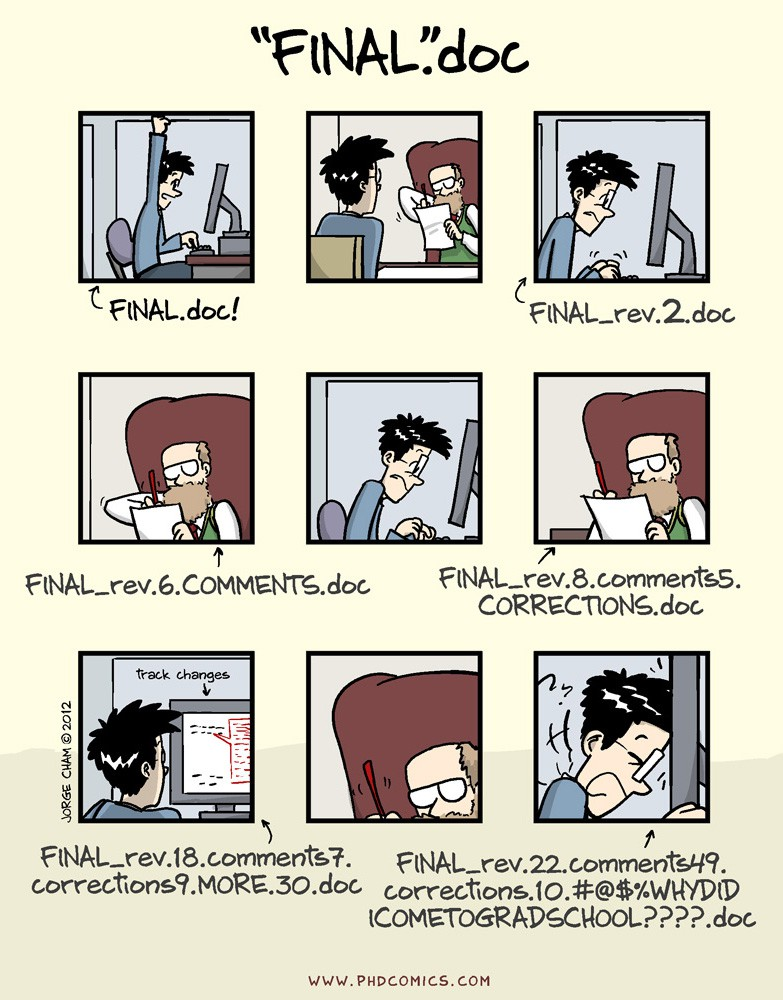 "FINAL".doc
FINAL.doc!
FINAL_rev.2.doc
FINAL_rev.6.COMMENTS.doc
FINAL_rev.8.comments5.
CORRECTIONS.doc
track changes
JORGE CHAM © 2012
FINAL_rev.18.comments7.
corrections9.MORE.30.doc
FINAL_rev.22.comments49.
corrections.10.#@$%WHYDID
ICOMETOGRADSCHOOL????.doc
WWW.PHDCOMICS.COM